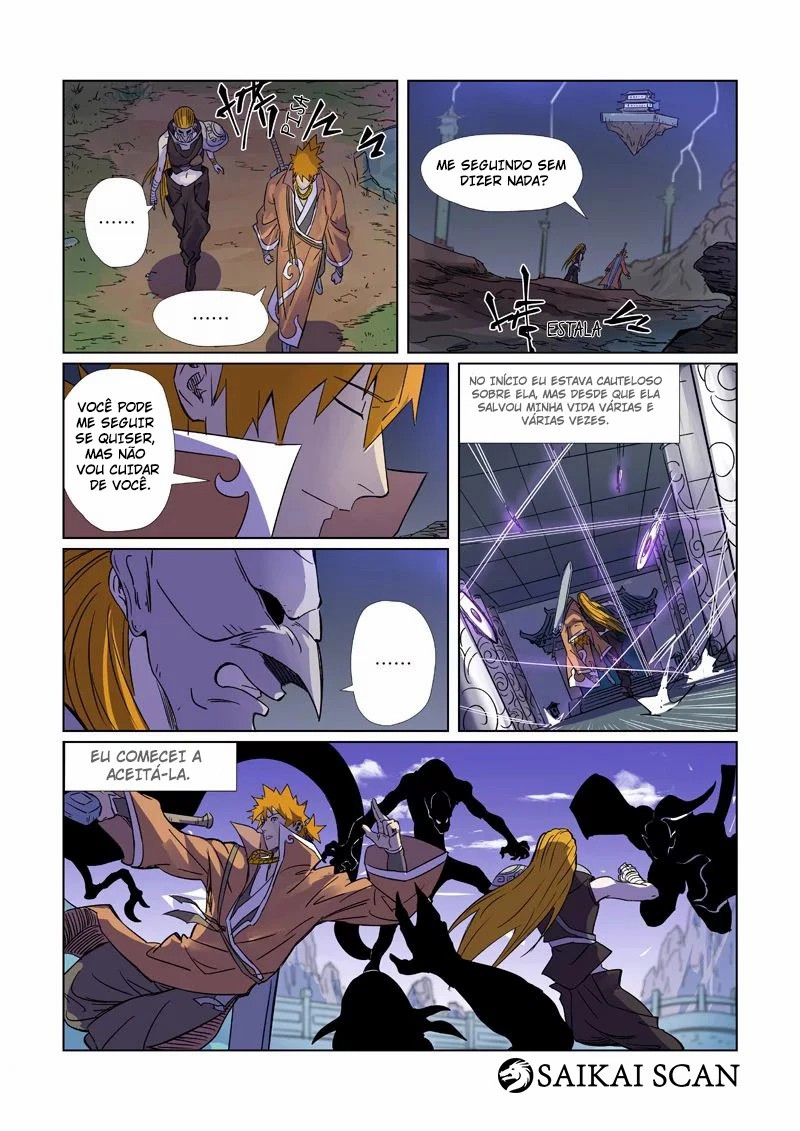 PISA
......
......
ME SEGUINDO SEM
DIZER NADA?
ESTALA
VOCÊ PODE
ME SEGUIR
SE QUISER,
MAS NÃO
VOU CUIDAR
DE VOCÊ.
NO INÍCIO EU ESTAVA CAUTELOSO
SOBRE ELA, MAS DESDE QUE ELA
SALVOU MINHA VIDA VÁRIAS E
VÁRIAS VEZES.
......
EU COMECEI A
ACEITÁ-LA.
SAIKAI SCAN